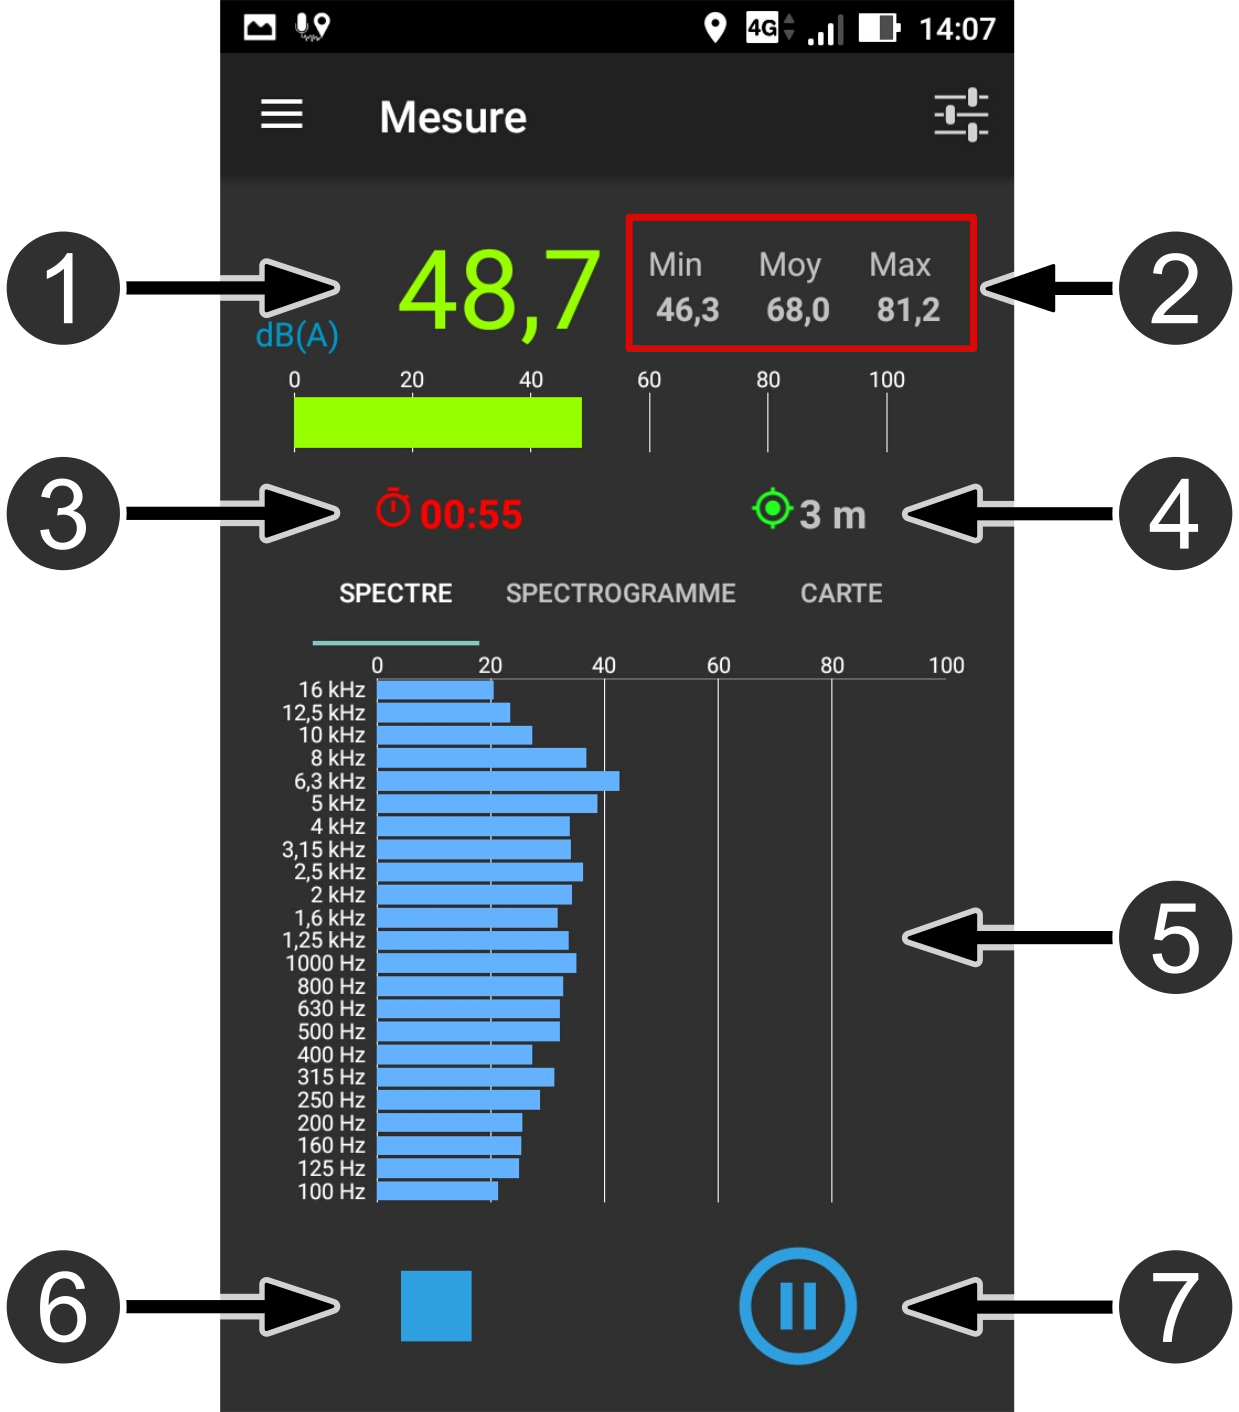 4G 14:07
Mesure
1
48,7
dB(A)
Min Moy Max
46,3 68,0 81,2
2
0 20 40 60 80 100
3
00:55
3 m
4
SPECTRE SPECTROGRAMME CARTE
0 20 40 60 80 100
16 kHz
12,5 kHz
10 kHz
8 kHz
6,3 kHz
5 kHz
4 kHz
3,15 kHz
2,5 kHz
2 kHz
1,6 kHz
1,25 kHz
1000 Hz
800 Hz
630 Hz
500 Hz
400 Hz
315 Hz
250 Hz
200 Hz
160 Hz
125 Hz
100 Hz
5
6
7